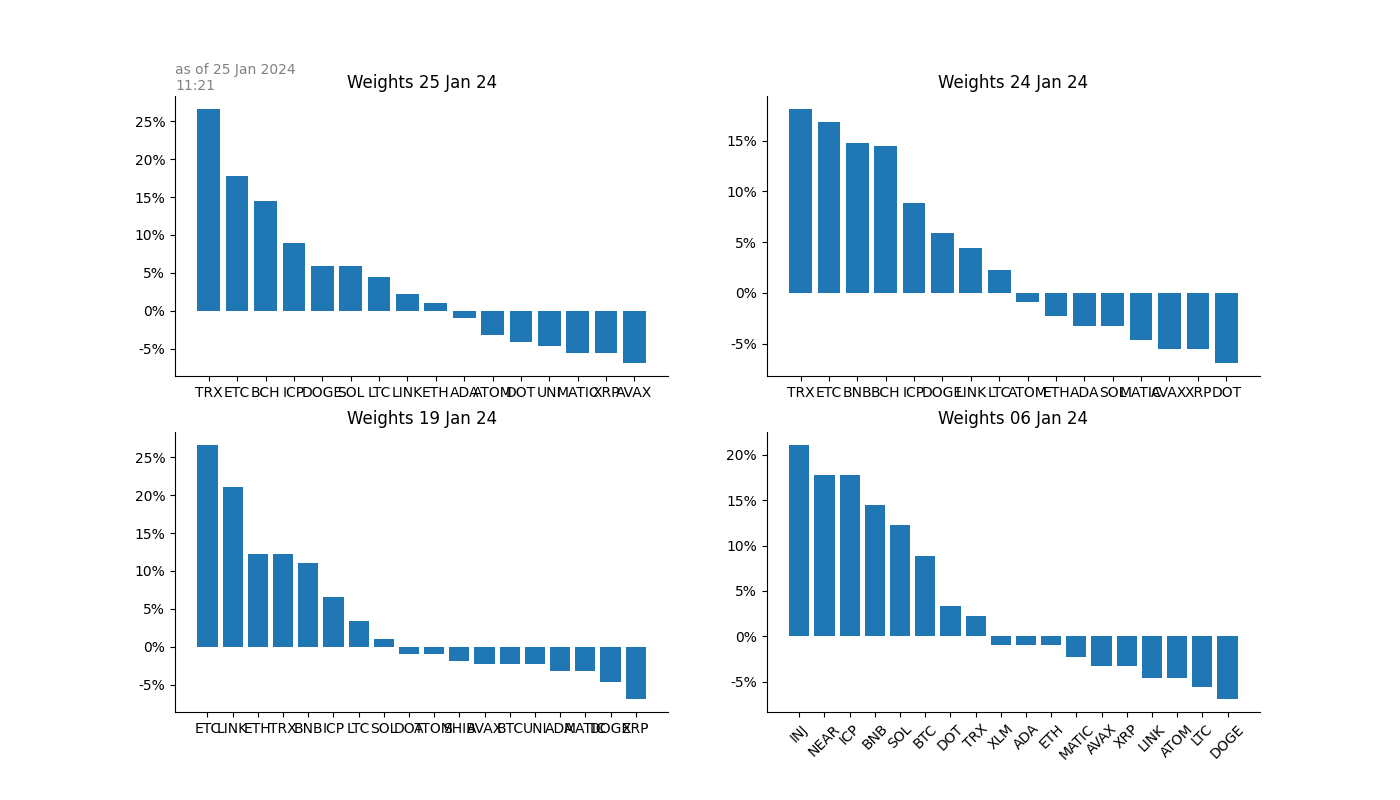 as of 25 Jan 2024
11:21
Weights 25 Jan 24
25%
20%
15%
10%
5%
0%
-5%
TRX ETC BCH ICP DOGE SOL LTC LINK ETH ADA ATOM DOT UNI MATIC XRP AVAX
Weights 24 Jan 24
15%
10%
5%
0%
-5%
TRX ETC BNB BCH ICP DOGE LINK LTC ATOM ETH ADA SOL MATIC AVAX XRP DOT
Weights 19 Jan 24
25%
20%
15%
10%
5%
0%
-5%
ETC LINK ETH TRX BNB ICP LTC SOL DOT ATOM SHIB AVAX BTC UNI ADA MATIC DOGE XRP
Weights 06 Jan 24
20%
15%
10%
5%
0%
-5%
INJ NEAR ICP BNB SOL BTC DOT TRX XLM ADA ETH MATIC AVAX XRP LINK ATOM LTC DOGE